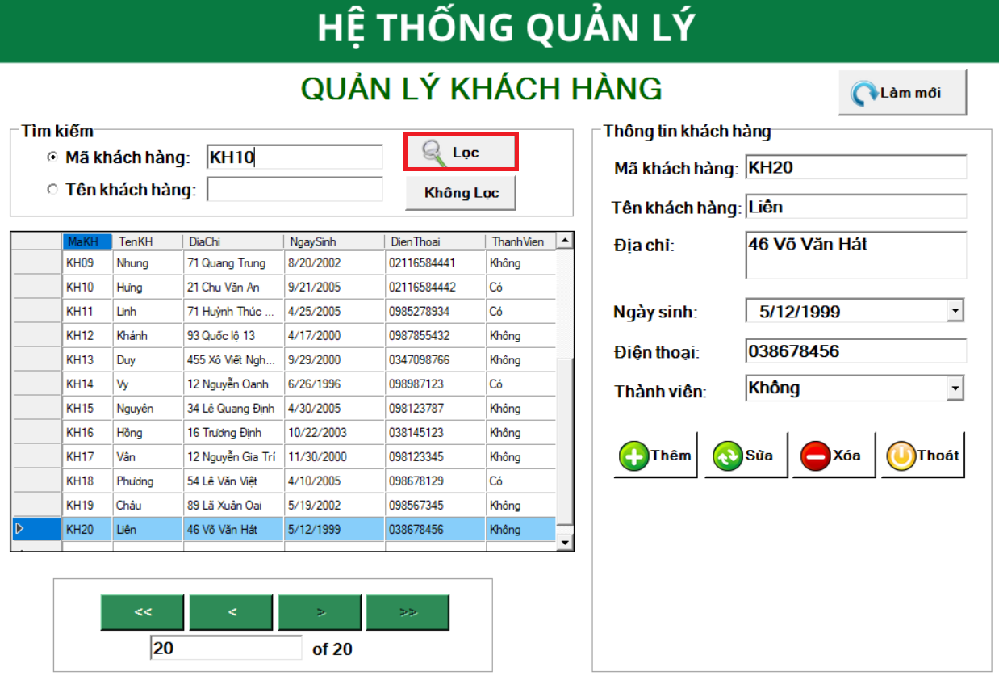 HỆ THỐNG QUẢN LÝ
QUẢN LÝ KHÁCH HÀNG
Làm mới
Tìm kiếm
Mã khách hàng: KH10
Lọc
Tên khách hàng:
Không Lọc
MaKH TenKH DiaChi NgaySinh DienThoai ThanhVien
KH09 Nhung 71 Quang Trung 8/20/2002 02116584441 Không
KH10 Hưng 21 Chu Văn An 9/21/2005 02116584442 Có
KH11 Linh 71 Huỳnh Thúc ... 4/25/2005 0985278934 Có
KH12 Khánh 93 Quốc lộ 13 4/17/2000 0987855432 Không
KH13 Duy 455 Xô Viết Ngh... 9/29/2000 0347098766 Không
KH14 Vy 12 Nguyễn Oanh 6/26/1996 098987123 Có
KH15 Nguyên 34 Lê Quang Định 4/30/2005 098123787 Không
KH16 Hồng 16 Trương Định 10/22/2003 038145123 Không
KH17 Vân 12 Nguyễn Gia Trí 11/30/2000 098123345 Không
KH18 Phương 54 Lê Văn Việt 4/10/2005 098678129 Có
KH19 Châu 89 Lã Xuân Oai 5/19/2002 098567345 Không
KH20 Liên 46 Võ Văn Hát 5/12/1999 038678456 Không
<< < > >>
20 of 20
Thông tin khách hàng
Mã khách hàng: KH20
Tên khách hàng: Liên
Địa chỉ: 46 Võ Văn Hát
Ngày sinh: 5/12/1999
Điện thoại: 038678456
Thành viên: Không
Thêm Sửa Xóa Thoát